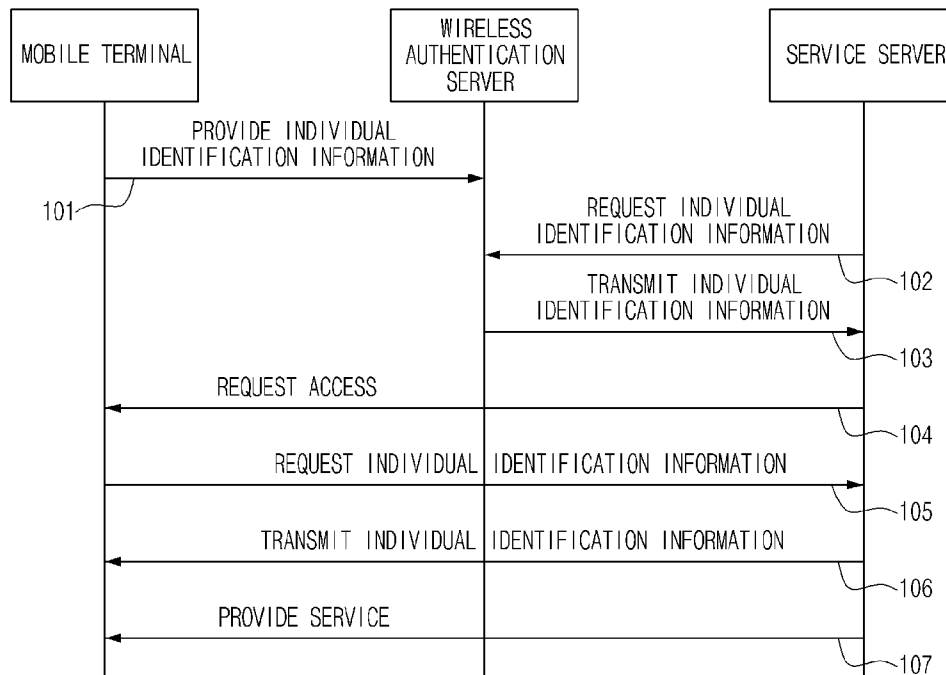 MOBILE TERMINAL
WIRELESS
AUTHENTICATION
SERVER
SERVICE SERVER
PROVIDE INDIVIDUAL
IDENTIFICATION INFORMATION
101
REQUEST INDIVIDUAL
IDENTIFICATION INFORMATION
102
TRANSMIT INDIVIDUAL
IDENTIFICATION INFORMATION
103
REQUEST ACCESS
104
REQUEST INDIVIDUAL IDENTIFICATION INFORMATION
105
TRANSMIT INDIVIDUAL IDENTIFICATION INFORMATION
106
PROVIDE SERVICE
107